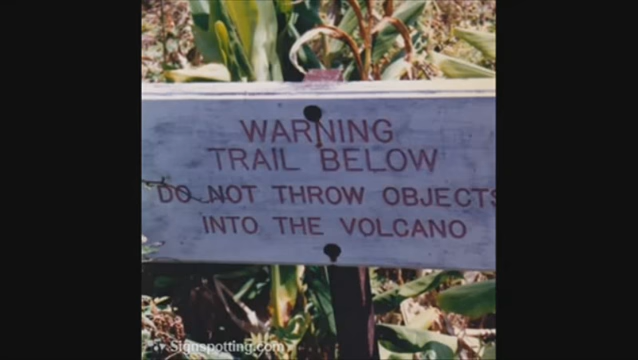 WARNING
TRAIL BELOW
DO NOT THROW OBJECTS
INTO THE VOLCANO
Signspotting.com